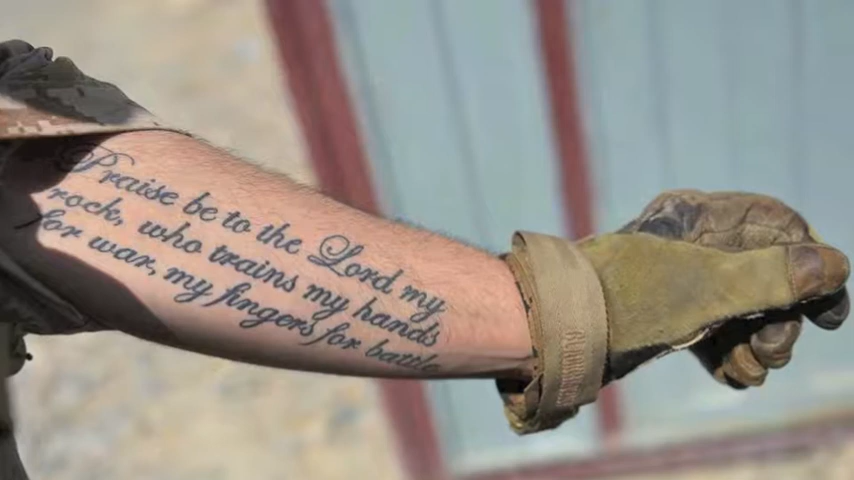 Praise be to the Lord my
rock, who trains my hands
for war, my fingers for battle